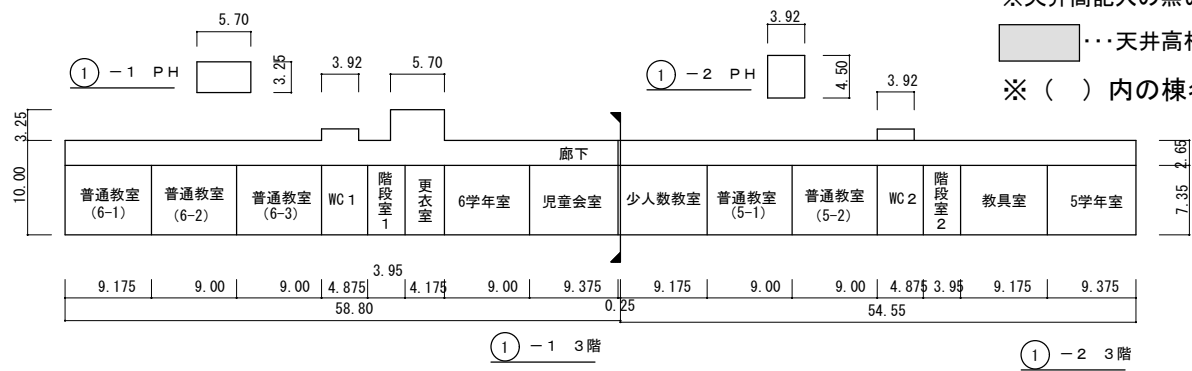 ※天井高記入の無い
･･･天井高格
※（　）内の棟名
5.70
3.92
① －1 ＰＨ
3.25
3.92
5.70
① －2 ＰＨ
4.50
3.92
3.25
10.00
廊下
2.65
7.35
普通教室
(6-1)
普通教室
(6-2)
普通教室
(6-3)
WC 1
階段室1
更衣室
6学年室
児童会室
少人数教室
普通教室
(5-1)
普通教室
(5-2)
WC 2
階段室2
教具室
5学年室
9.175
9.00
9.00
4.875
3.95
4.175
9.00
9.375
9.175
9.00
9.00
4.875
3.95
9.175
9.375
58.80
0.25
54.55
① －1 3階
① －2 3階